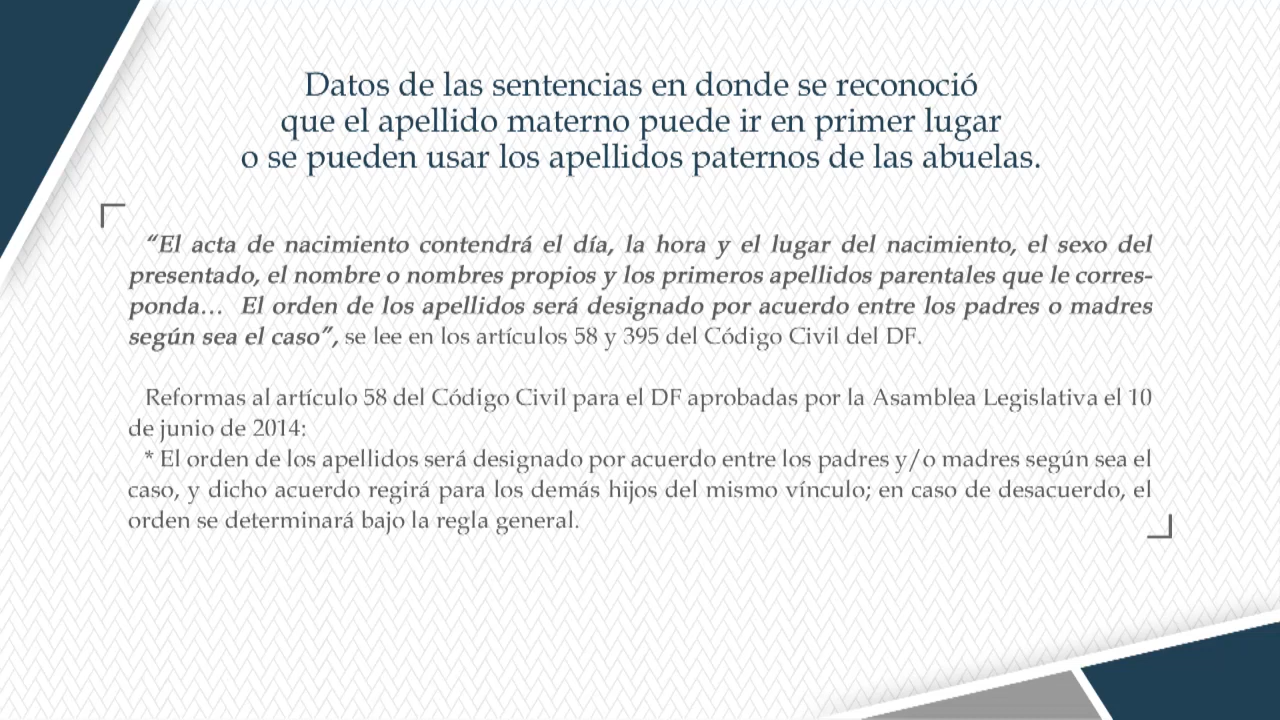 Datos de las sentencias en donde se reconoció
que el apellido materno puede ir en primer lugar
o se pueden usar los apellidos paternos de las abuelas.
“El acta de nacimiento contendrá el día, la hora y el lugar del nacimiento, el sexo del
presentado, el nombre o nombres propios y los primeros apellidos parentales que le corres-
ponda… El orden de los apellidos será designado por acuerdo entre los padres o madres
según sea el caso”, se lee en los artículos 58 y 395 del Código Civil del DF.
Reformas al artículo 58 del Código Civil para el DF aprobadas por la Asamblea Legislativa el 10
de junio de 2014:
* El orden de los apellidos será designado por acuerdo entre los padres y/o madres según sea el
caso, y dicho acuerdo regirá para los demás hijos del mismo vínculo; en caso de desacuerdo, el
orden se determinará bajo la regla general.